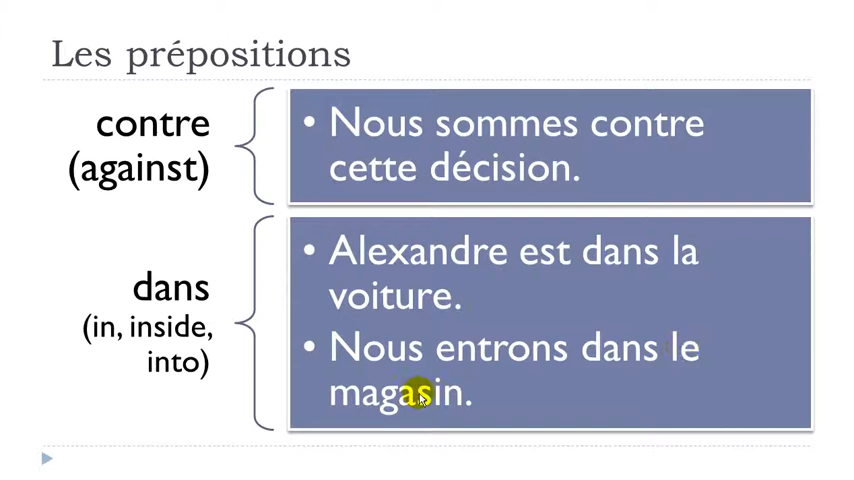 Les prépositions
contre
(against)
• Nous sommes contre
cette décision.
dans
(in, inside,
into)
• Alexandre est dans la
voiture.
• Nous entrons dans le
magasin.